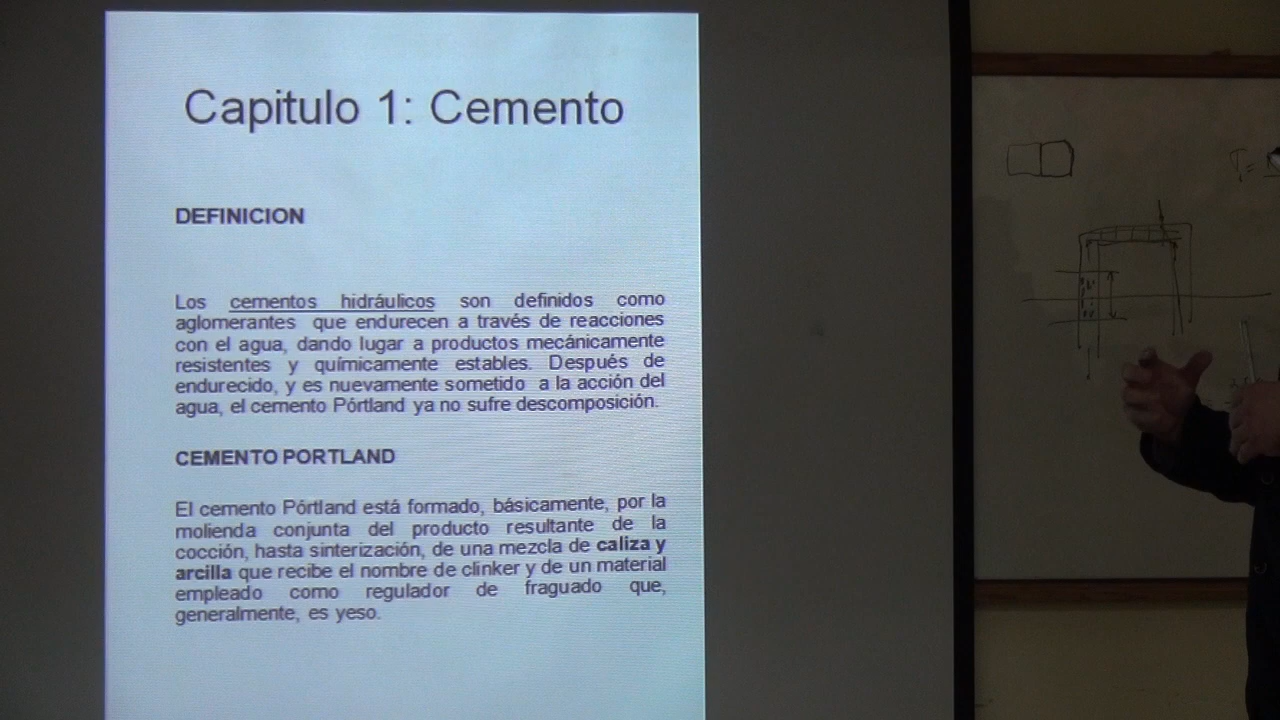 Capitulo 1: Cemento
DEFINICION
Los cementos hidráulicos son definidos como
aglomerantes que endurecen a través de reacciones
con el agua, dando lugar a productos mecánicamente
resistentes y químicamente estables. Después de
endurecido, y es nuevamente sometido a la acción del
agua, el cemento Pórtland ya no sufre descomposición.
CEMENTO PORTLAND
El cemento Pórtland está formado, básicamente, por la
molienda conjunta del producto resultante de la
cocción, hasta sinterización, de una mezcla de caliza y
arcilla que recibe el nombre de clinker y de un material
empleado como regulador de fraguado que,
generalmente, es yeso.